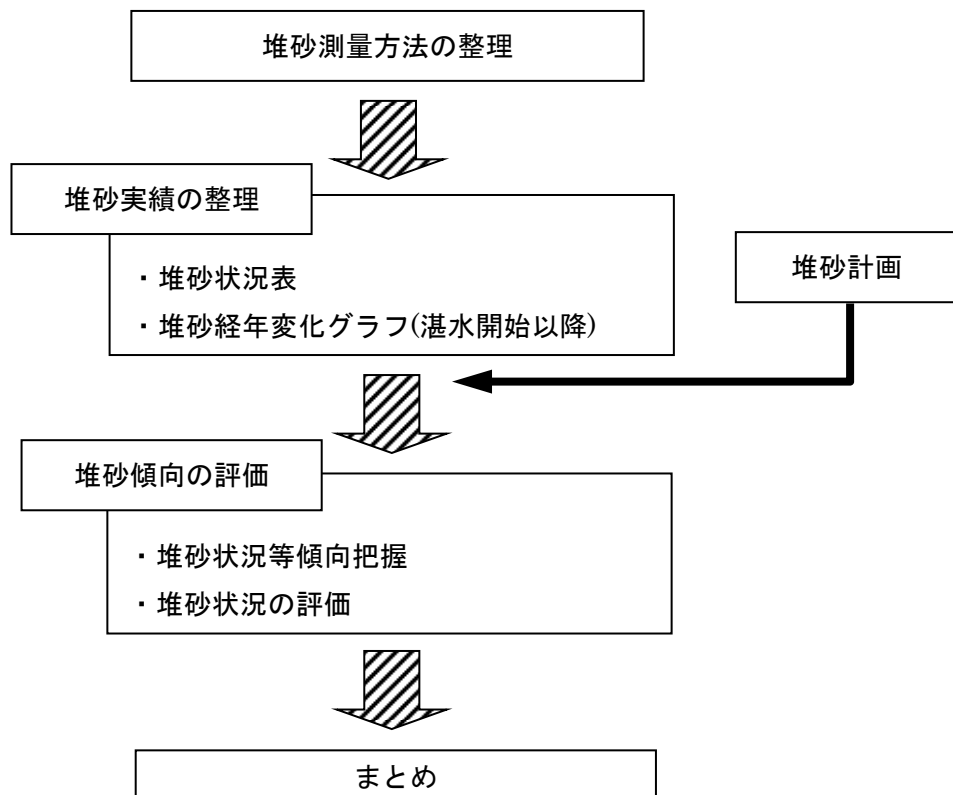 堆砂測量方法の整理
堆砂実績の整理
・堆砂状況表
・堆砂経年変化グラフ(湛水開始以降)
堆砂計画
堆砂傾向の評価
・堆砂状況等傾向把握
・堆砂状況の評価
まとめ